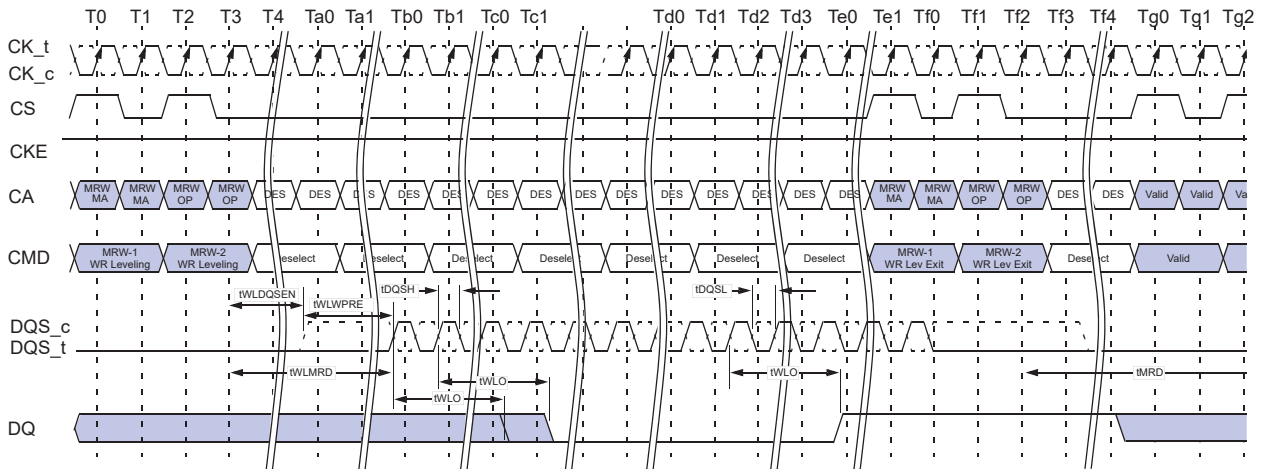 T0 T1 T2 T3 T4 Ta0 Ta1 Tb0 Tb1 Tc0 Tc1 Td0 Td1 Td2 Td3 Te0 Te1 Tf0 Tf1 Tf2 Tf3 Tf4 Tg0 Tg1 Tg2
CK_t
CK_c
CS
CKE
MRW MRW MRW MRW MRW MRW MRW MRW
CA DES DES DES DES DES DES DES DES DES DES DES DES DES DES DES DES Valid Valid Va
MA MA OP OP MA MA OP OP
MRW-1 MRW-2 MRW-1 MRW-2
CMD Deselect Deselect Deselect Deselect Deselect Deselect Deselect Deselect Valid
WR Leveling WR Leveling WR Lev Exit WR Lev Exit
tDQSH tDQSL
tWLDQSEN
tWLWPRE
DQS_c
DQS_t
tWLMRD tWLO tMRD
tWLO
tWLO
DQ